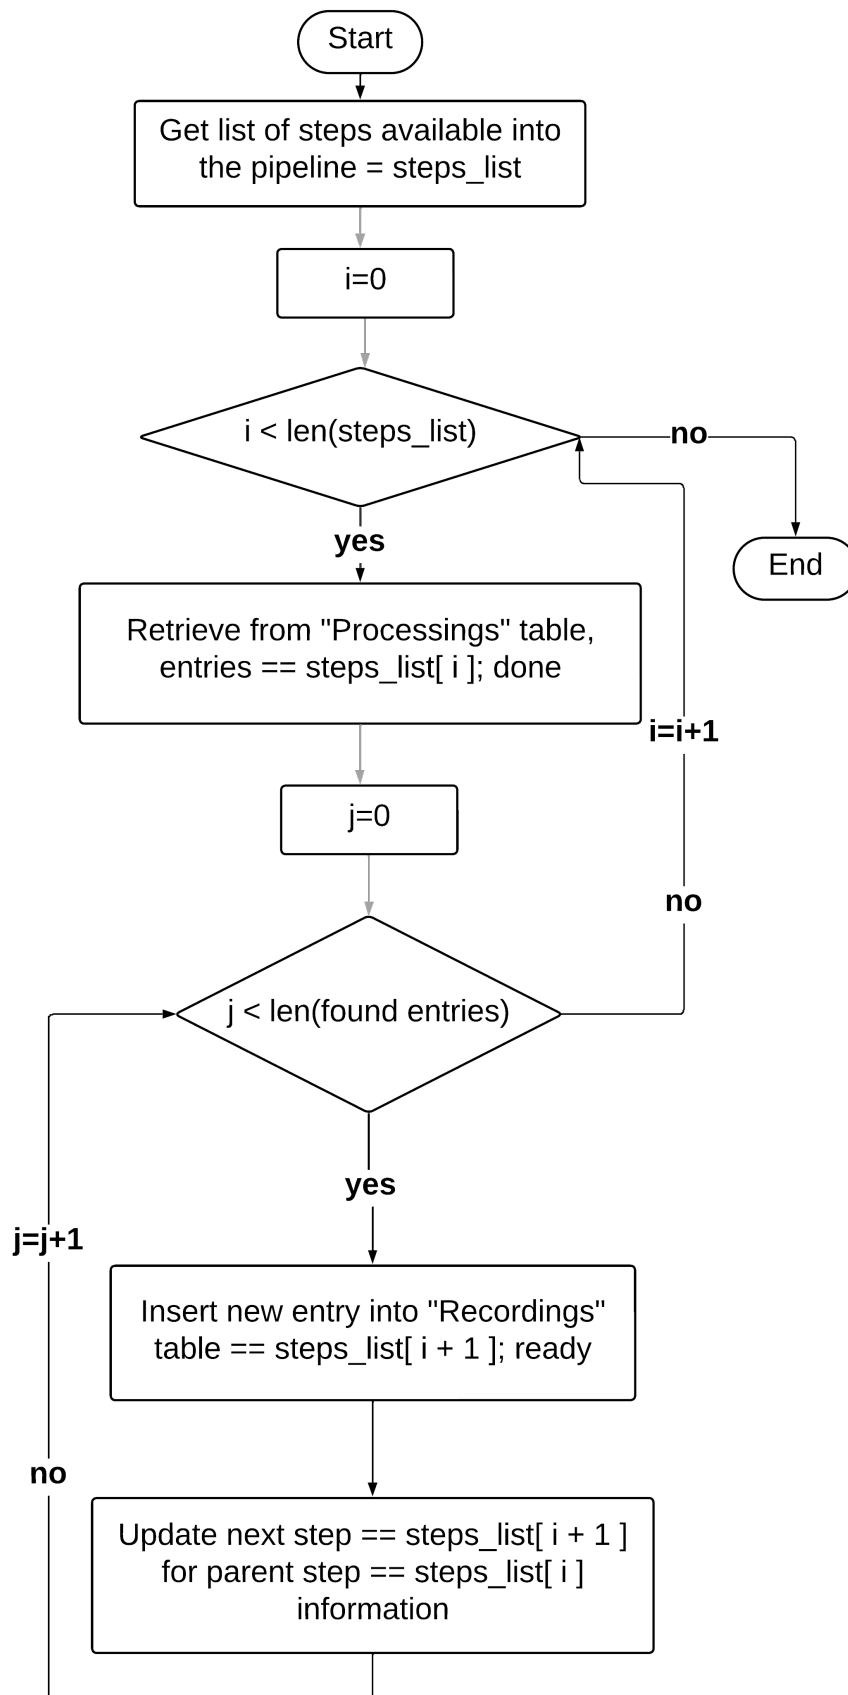 Start
Get list of steps available into
the pipeline = steps_list
i=0
i < len(steps_list)
no
yes
End
Retrieve from "Processings" table,
entries == steps_list[ i ]; done
i=i+1
j=0
no
j < len(found entries)
yes
j=j+1
Insert new entry into "Recordings"
table == steps_list[ i + 1 ]; ready
no
Update next step == steps_list[ i + 1 ]
for parent step == steps_list[ i ]
information